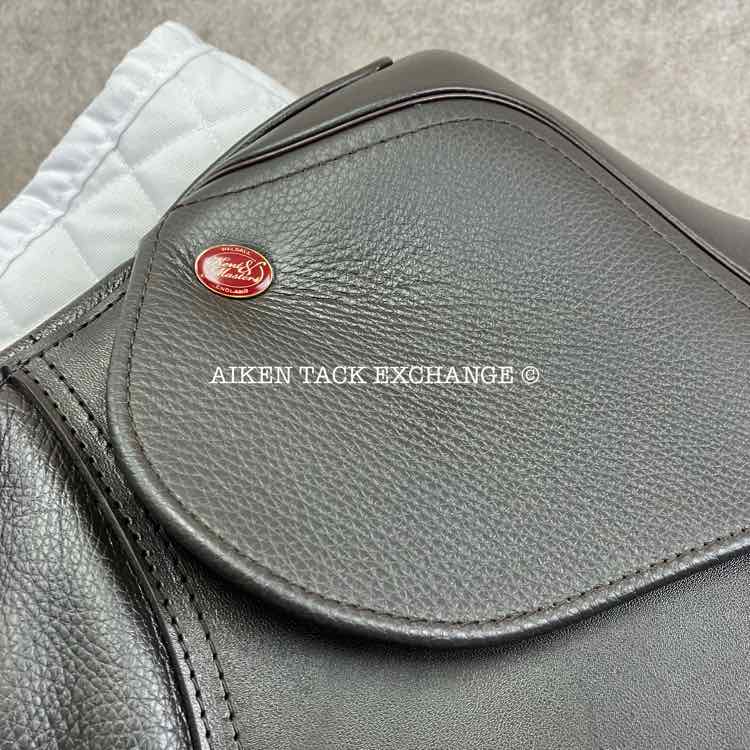 WALSALL
Kent &
Masters
ENGLAND
AIKEN TACK EXCHANGE ©